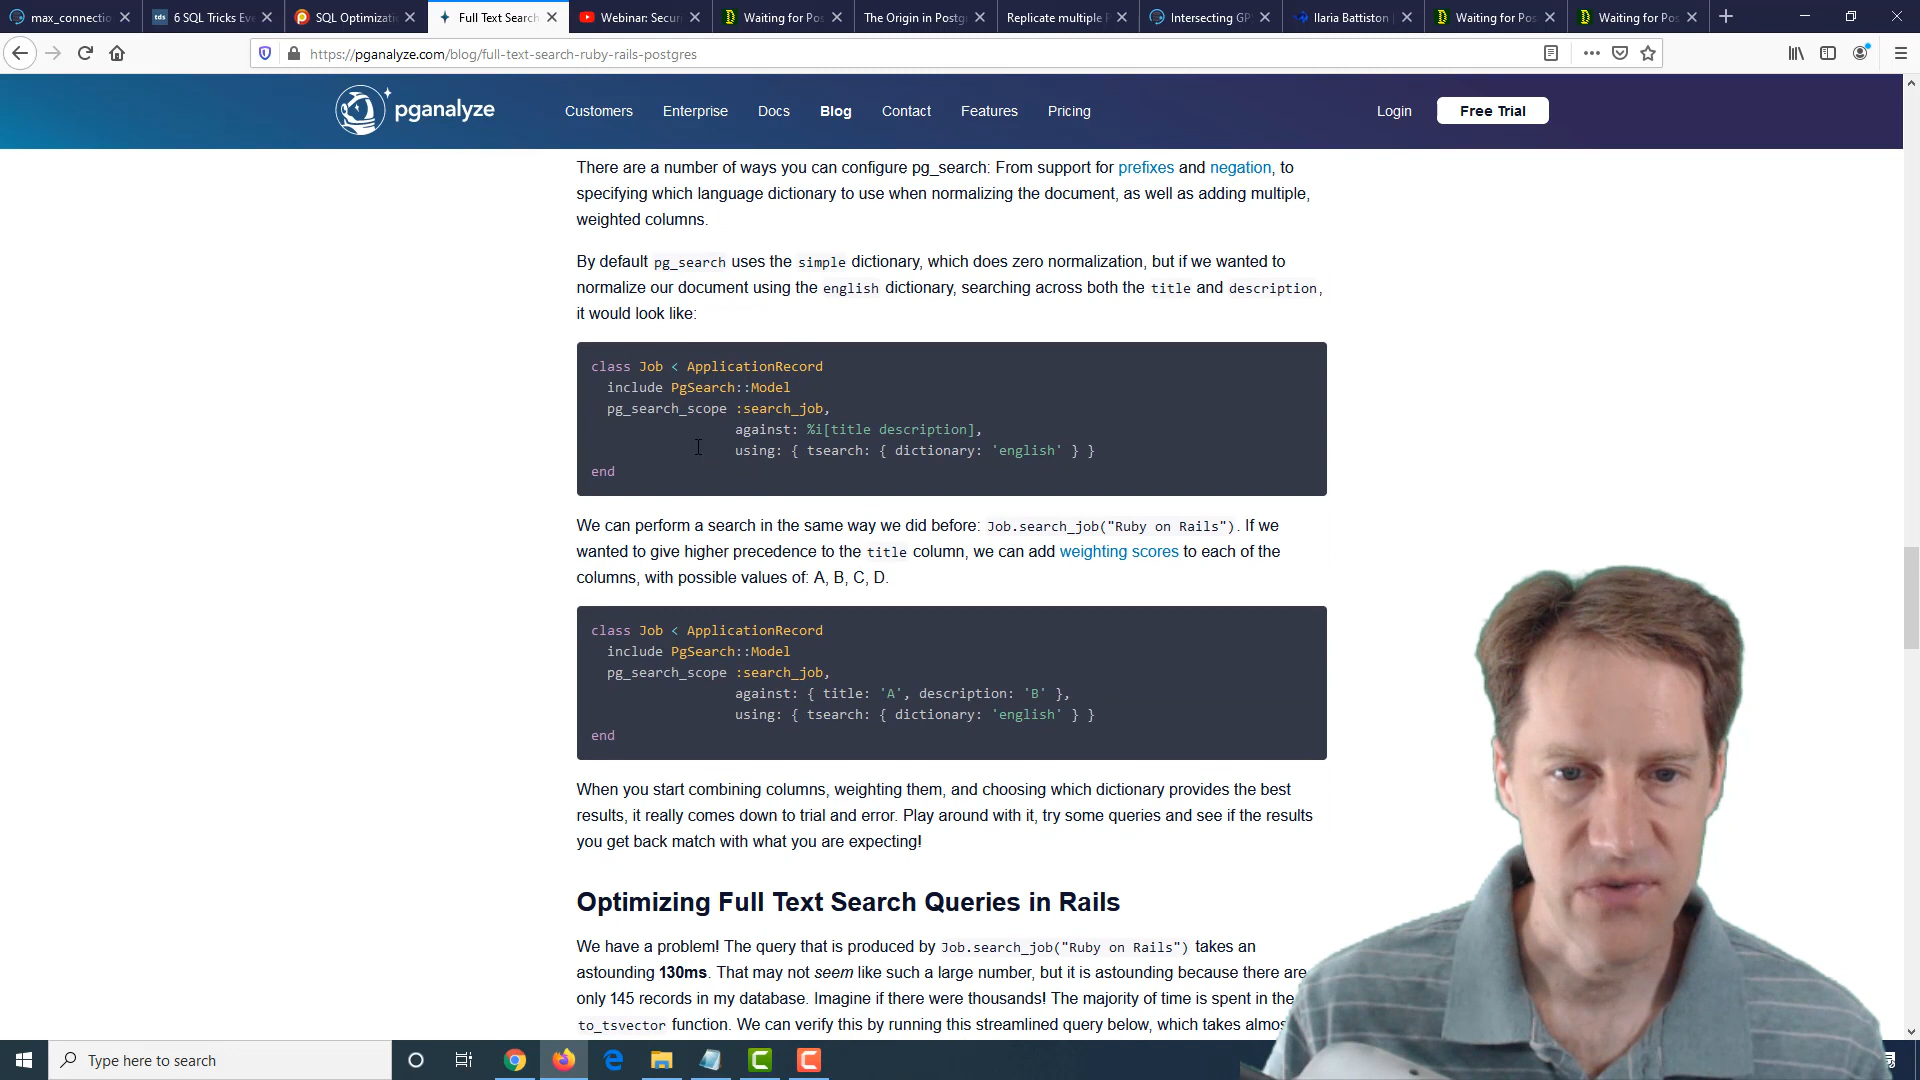 max_connectio
6 SQL Tricks Eve
SQL Optimizati
Full Text Search
Webinar: Secur
Waiting for Pos
The Origin in Postg
Replicate multiple P
Intersecting GP
Ilaria Battiston
Waiting for Pos
Waiting for Pos
https://pganalyze.com/blog/full-text-search-ruby-rails-postgres
pganalyze
Customers Enterprise Docs Blog Contact Features Pricing
Login Free Trial
There are a number of ways you can configure pg_search: From support for prefixes and negation, to
specifying which language dictionary to use when normalizing the document, as well as adding multiple,
weighted columns.
By default pg_search uses the simple dictionary, which does zero normalization, but if we wanted to
normalize our document using the english dictionary, searching across both the title and description,
it would look like:
class Job < ApplicationRecord
include PgSearch::Model
pg_search_scope :search_job,
against: %i[title description],
using: { tsearch: { dictionary: 'english' } }
end
We can perform a search in the same way we did before: Job.search_job("Ruby on Rails"). If we
wanted to give higher precedence to the title column, we can add weighting scores to each of the
columns, with possible values of: A, B, C, D.
class Job < ApplicationRecord
include PgSearch::Model
pg_search_scope :search_job,
against: { title: 'A', description: 'B' },
using: { tsearch: { dictionary: 'english' } }
end
When you start combining columns, weighting them, and choosing which dictionary provides the best
results, it really comes down to trial and error. Play around with it, try some queries and see if the results
you get back match with what you are expecting!
Optimizing Full Text Search Queries in Rails
We have a problem! The query that is produced by Job.search_job("Ruby on Rails") takes an
astounding 130ms. That may not seem like such a large number, but it is astounding because there are
only 145 records in my database. Imagine if there were thousands! The majority of time is spent in the
to_tsvector function. We can verify this by running this streamlined query below, which takes almos
Type here to search